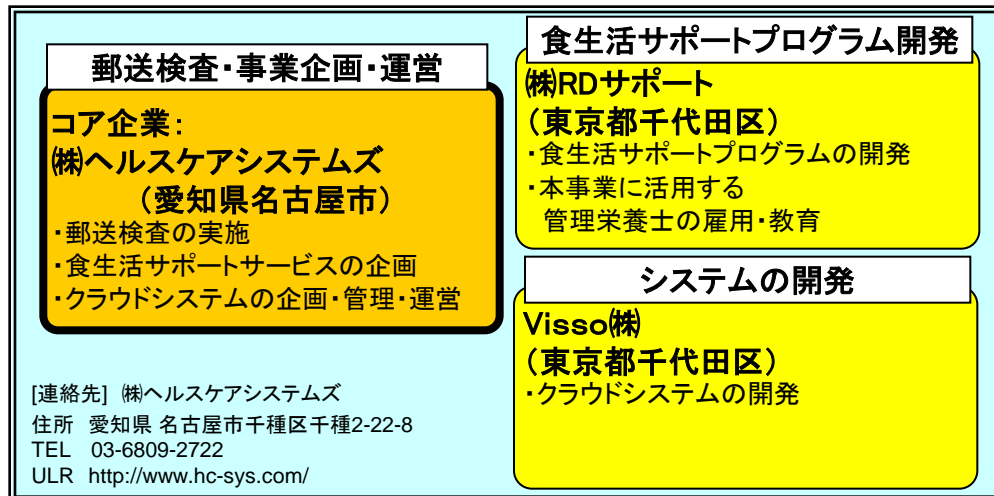 郵送検査・事業企画・運営
コア企業：
㈱ヘルスケアシステムズ
（愛知県名古屋市）
・郵送検査の実施
・食生活サポートサービスの企画
・クラウドシステムの企画・管理・運営
[連絡先] ㈱ヘルスケアシステムズ
住所 愛知県 名古屋市千種区千種2-22-8
TEL 03-6809-2722
ULR http://www.hc-sys.com/
食生活サポートプログラム開発
㈱RDサポート
（東京都千代田区）
・食生活サポートプログラムの開発
・本事業に活用する
管理栄養士の雇用・教育
システムの開発
Visso㈱
（東京都千代田区）
・クラウドシステムの開発